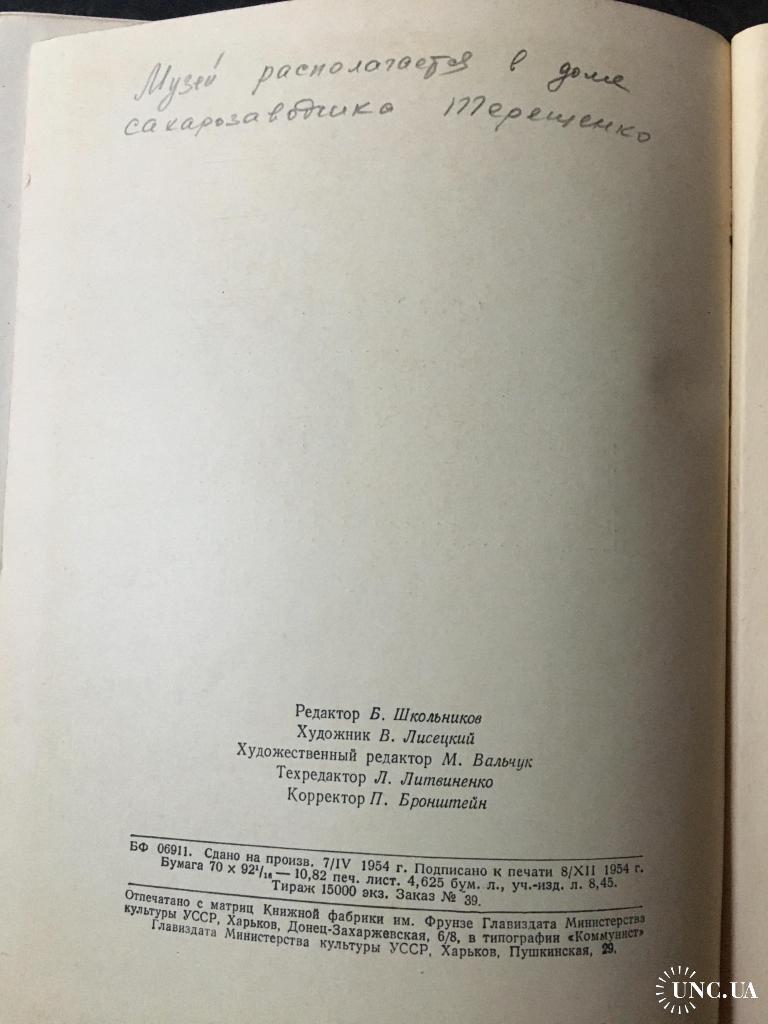 Музей располагается в доме
сахарозаводчика Терещенко
Редактор Б. Школьников
Художник В. Лисецкий
Художественный редактор М. Вальчук
Техредактор Л. Литвиненко
Корректор П. Бронштейн
БФ 06911. Сдано на произв. 7/IV 1954 г. Подписано к печати 8/XII 1954 г.
Бумага 70 х 92¹/₁₆ — 10,82 печ. лист. 4,625 бум. л., уч.-изд. л. 8,45.
Тираж 15000 экз. Заказ № 39.
Отпечатано с матриц Книжной фабрики им. Фрунзе Главиздата Министерства
культуры УССР, Харьков, Донец-Захаржевская, 6/8, в типографии «Коммунист»
Главиздата Министерства культуры УССР, Харьков, Пушкинская, 29.
UNC.UA